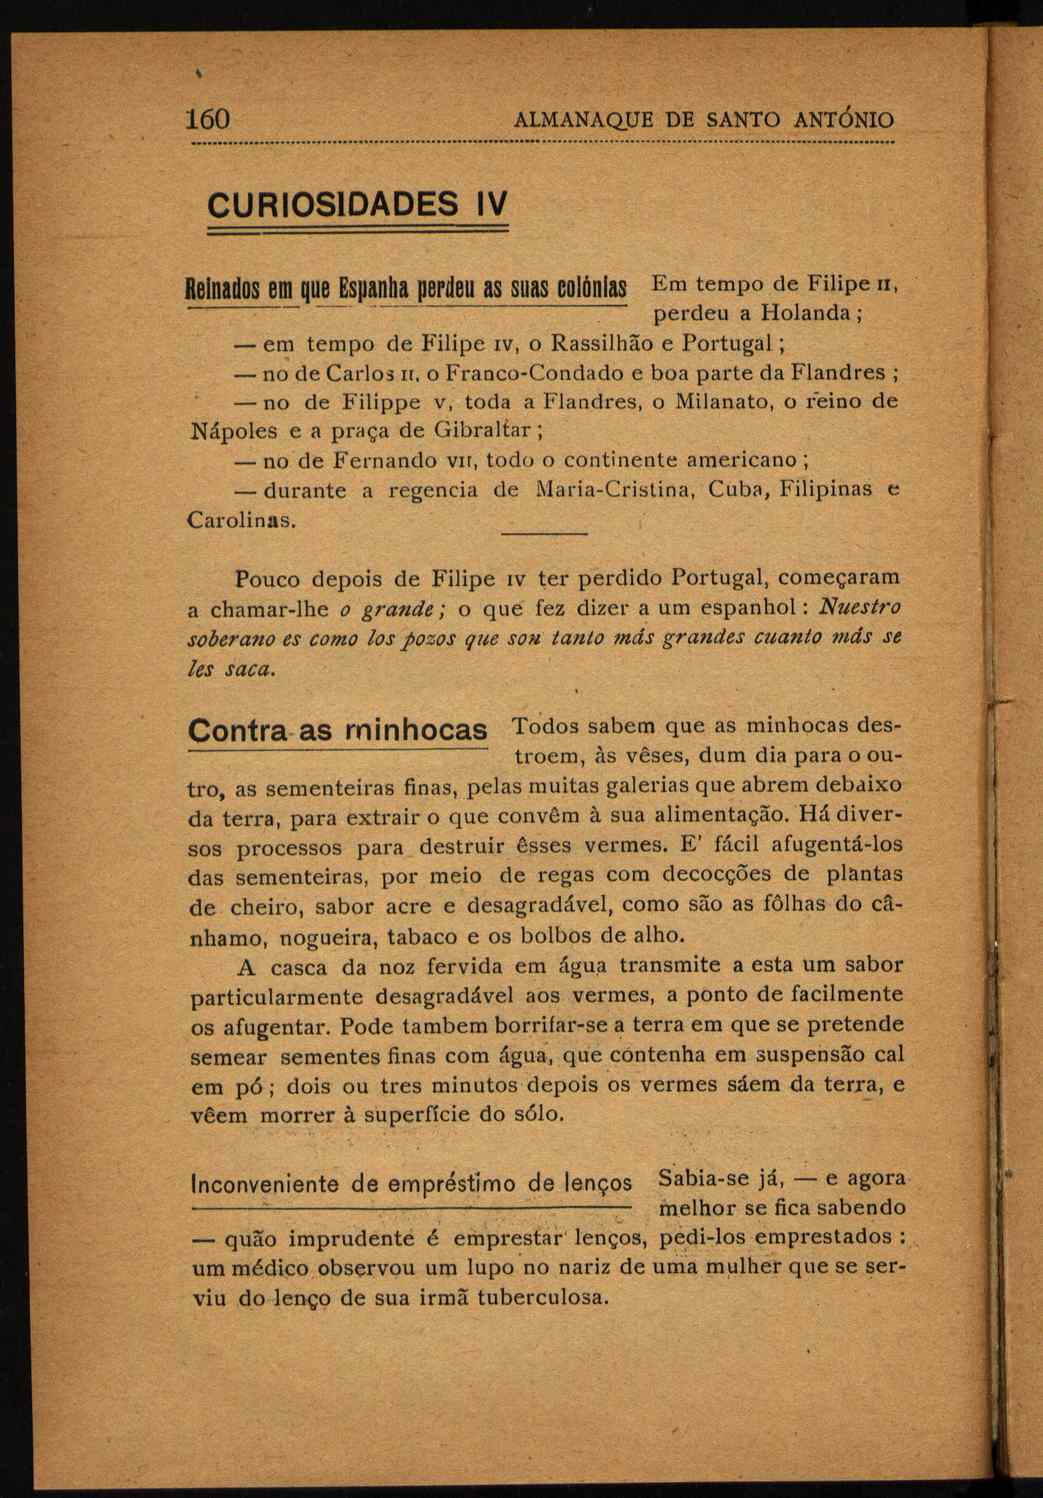 160 ALMANAQUE DE SANTO ANTÓNIO
CURIOSIDADES IV
Reinados em que Espanha perdeu as suas colónias Em tempo de Filipe II,
perdeu a Holanda;
— em tempo de Filipe IV, o Rassilhão e Portugal;
— no de Carlos II, o Franco-Condado e boa parte da Flandres;
— no de Filippe V, toda a Flandres, o Milanato, o reino de
Nápoles e a praça de Gibraltar;
— no de Fernando VII, todo o continente americano;
— durante a regencia de Maria-Cristina, Cuba, Filipinas e
Carolinas.
Pouco depois de Filipe IV ter perdido Portugal, começaram
a chamar-lhe o grande; o que fez dizer a um espanhol: Nuestro
soberano es como los pozos que son tanto más grandes cuanto más se
les saca.
Contra as minhocas Todos sabem que as minhocas des-
troem, às vêses, dum dia para o ou-
tro, as sementeiras finas, pelas muitas galerias que abrem debaixo
da terra, para extrair o que convêm à sua alimentação. Há diver-
sos processos para destruir êsses vermes. E' fácil afugentá-los
das sementeiras, por meio de regas com decocções de plantas
de cheiro, sabor acre e desagradável, como são as fôlhas do câ-
nhamo, nogueira, tabaco e os bolbos de alho.
A casca da noz fervida em água transmite a esta um sabor
particularmente desagradável aos vermes, a ponto de facilmente
os afugentar. Pode tambem borrifar-se a terra em que se pretende
semear sementes finas com água, que contenha em suspensão cal
em pó; dois ou tres minutos depois os vermes sáem da terra, e
vêem morrer à superfície do sólo.
Inconveniente de empréstimo de lenços Sabia-se já, — e agora
melhor se fica sabendo
— quão imprudente é emprestar lenços, pedi-los emprestados:
um médico observou um lupo no nariz de uma mulher que se ser-
viu do lenço de sua irmã tuberculosa.